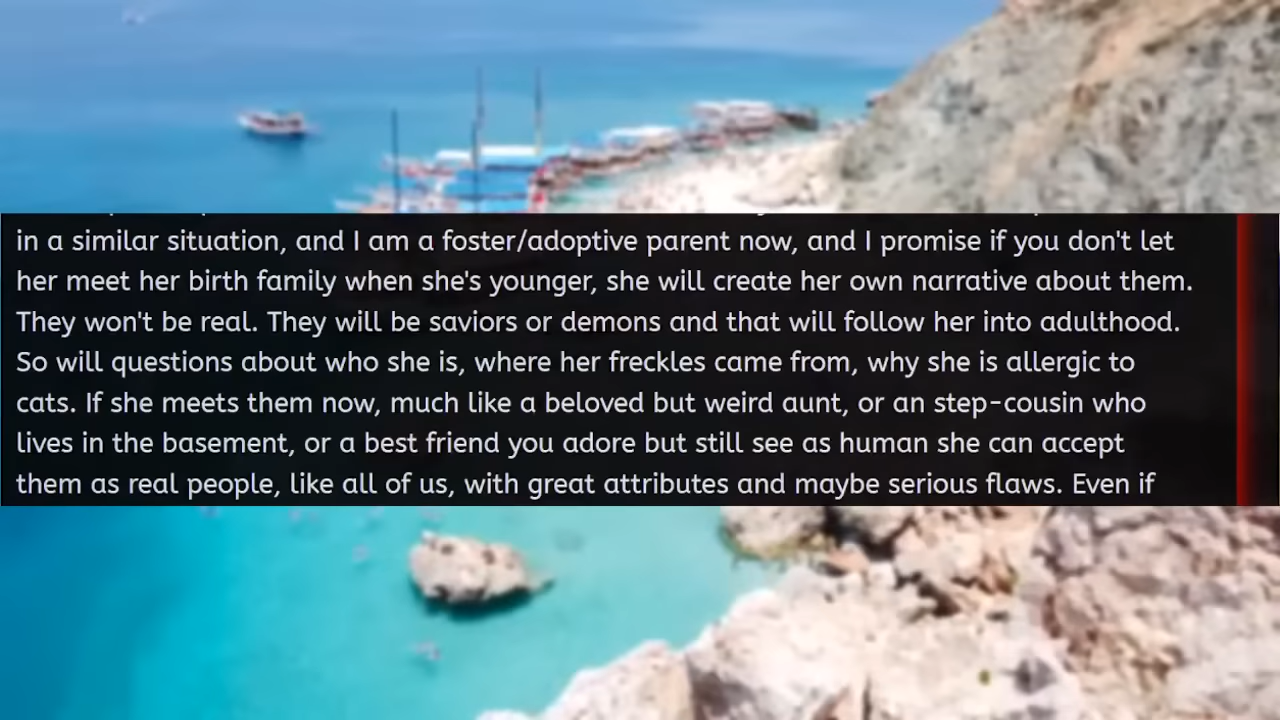 in a similar situation, and I am a foster/adoptive parent now, and I promise if you don't let
her meet her birth family when she's younger, she will create her own narrative about them.
They won't be real. They will be saviors or demons and that will follow her into adulthood.
So will questions about who she is, where her freckles came from, why she is allergic to
cats. If she meets them now, much like a beloved but weird aunt, or an step-cousin who
lives in the basement, or a best friend you adore but still see as human she can accept
them as real people, like all of us, with great attributes and maybe serious flaws. Even if